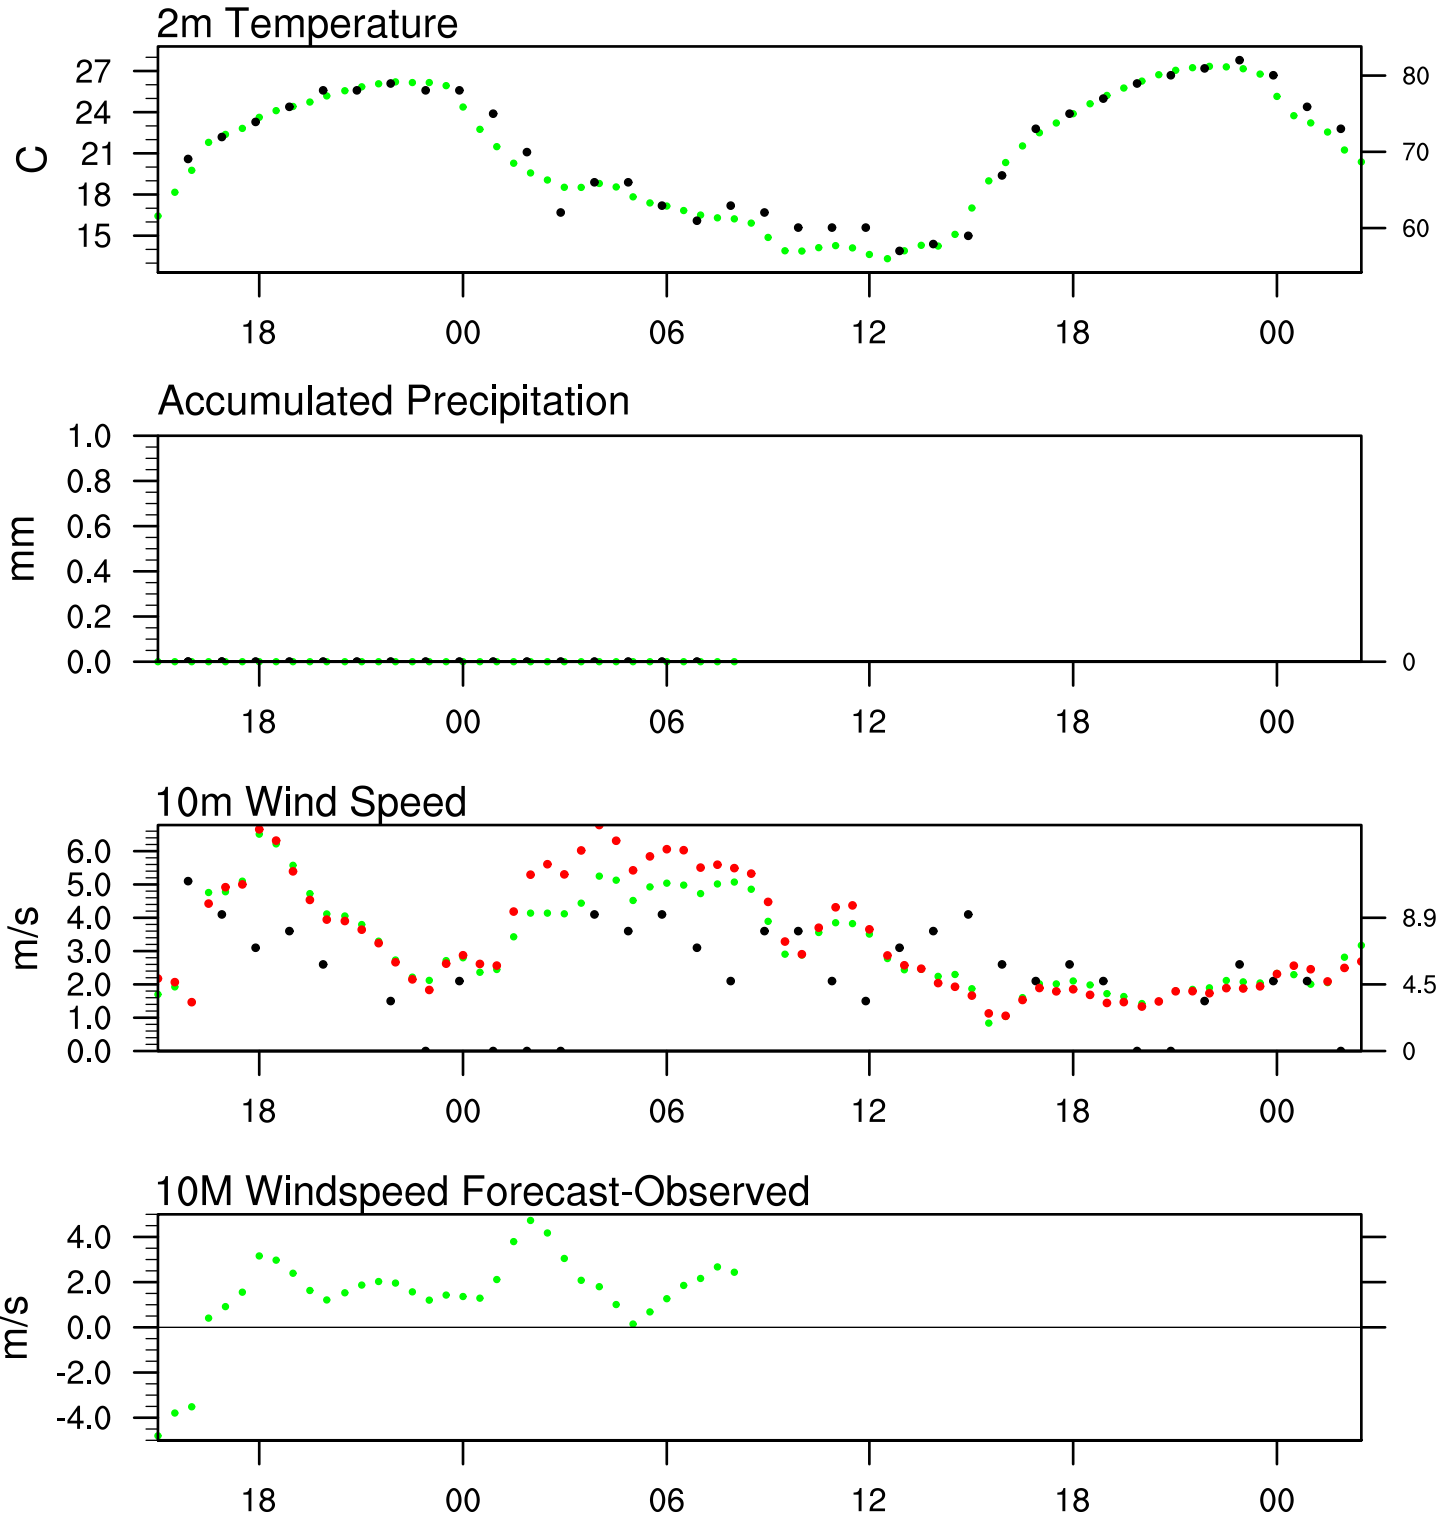 2m Temperature
27
24
21
18
15
C
80
70
60
18 00 06 12 18 00
Accumulated Precipitation
1.0
0.8
0.6
0.4
0.2
0.0
mm
0
18 00 06 12 18 00
10m Wind Speed
6.0
5.0
4.0
3.0
2.0
1.0
0.0
m/s
8.9
4.5
0
18 00 06 12 18 00
10M Windspeed Forecast-Observed
4.0
2.0
0.0
-2.0
-4.0
m/s
18 00 06 12 18 00